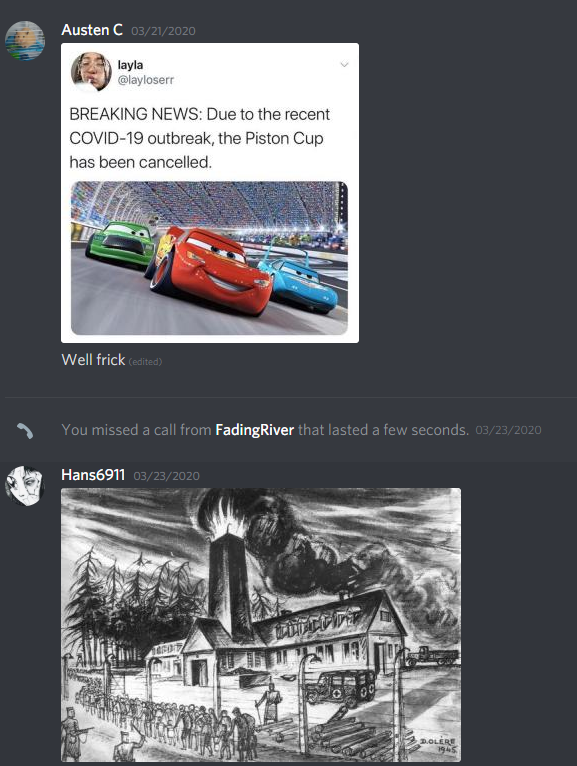 Austen C 03/21/2020
layla
@layloserr
BREAKING NEWS: Due to the recent
COVID-19 outbreak, the Piston Cup
has been cancelled.
Well frick (edited)
You missed a call from FadingRiver that lasted a few seconds. 03/23/2020
Hans6911 03/23/2020
D.OLERE
1945